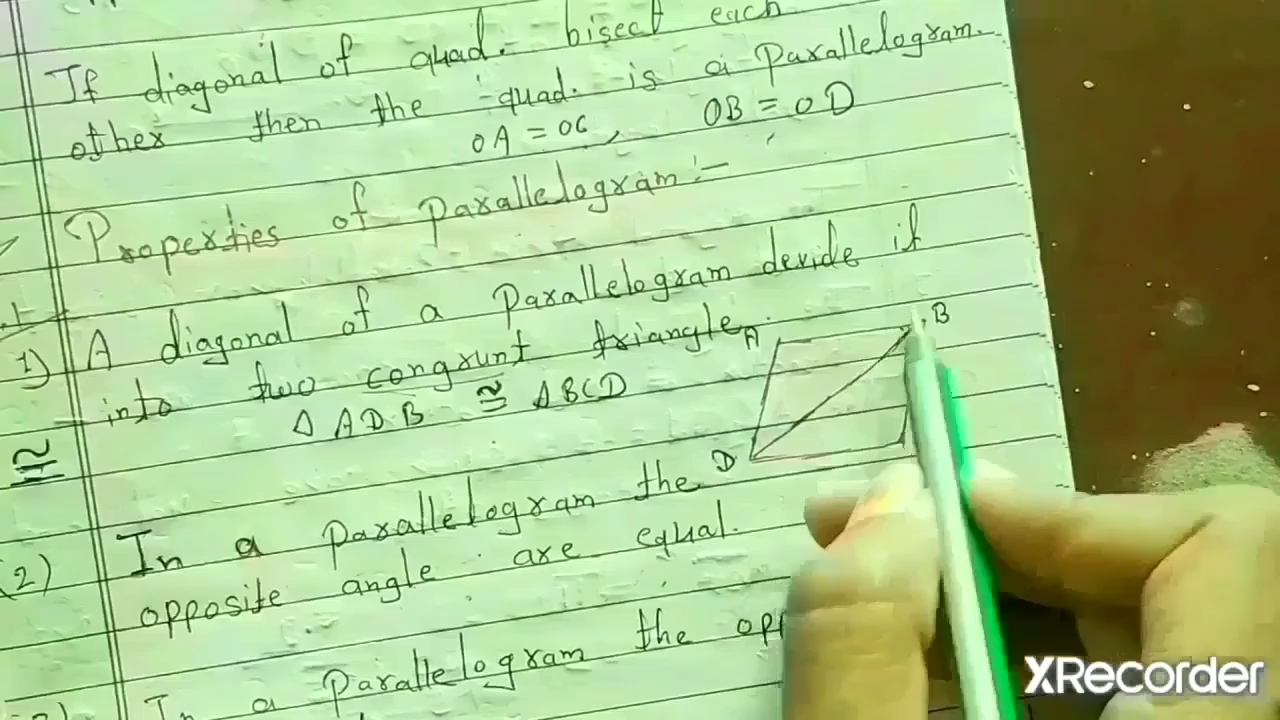 If diagonal of quad. bisect each
other then the quad. is a Parallelogram.
OA = OC, OB = OD
Properties of parallelogram:-
1) A diagonal of a parallelogram devide it
into two congrunt triangle.
≅ Δ ADB ≅ ΔBCD
A B
D
(2) In a parallelogram the
opposite angle are equal.
In a parallelogram the opp
XRecorder